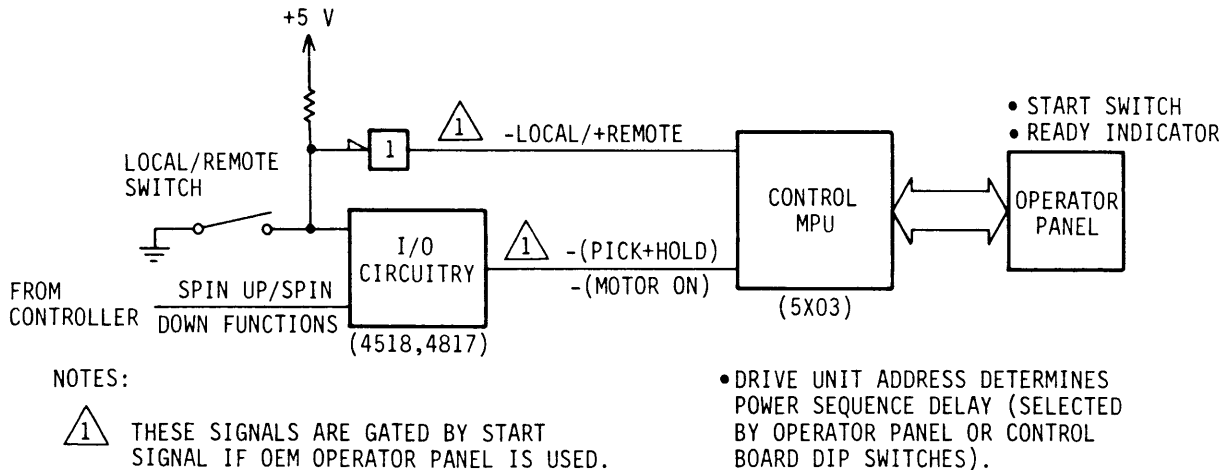 +5 V
• START SWITCH
• READY INDICATOR
1
-LOCAL/+REMOTE
1
LOCAL/REMOTE
SWITCH
CONTROL
MPU
OPERATOR
PANEL
I/O
CIRCUITRY
1
-(PICK+HOLD)
-(MOTOR ON)
FROM
CONTROLLER
SPIN UP/SPIN
DOWN FUNCTIONS
(5X03)
(4518,4817)
NOTES:
1
THESE SIGNALS ARE GATED BY START
SIGNAL IF OEM OPERATOR PANEL IS USED.
• DRIVE UNIT ADDRESS DETERMINES
POWER SEQUENCE DELAY (SELECTED
BY OPERATOR PANEL OR CONTROL
BOARD DIP SWITCHES).